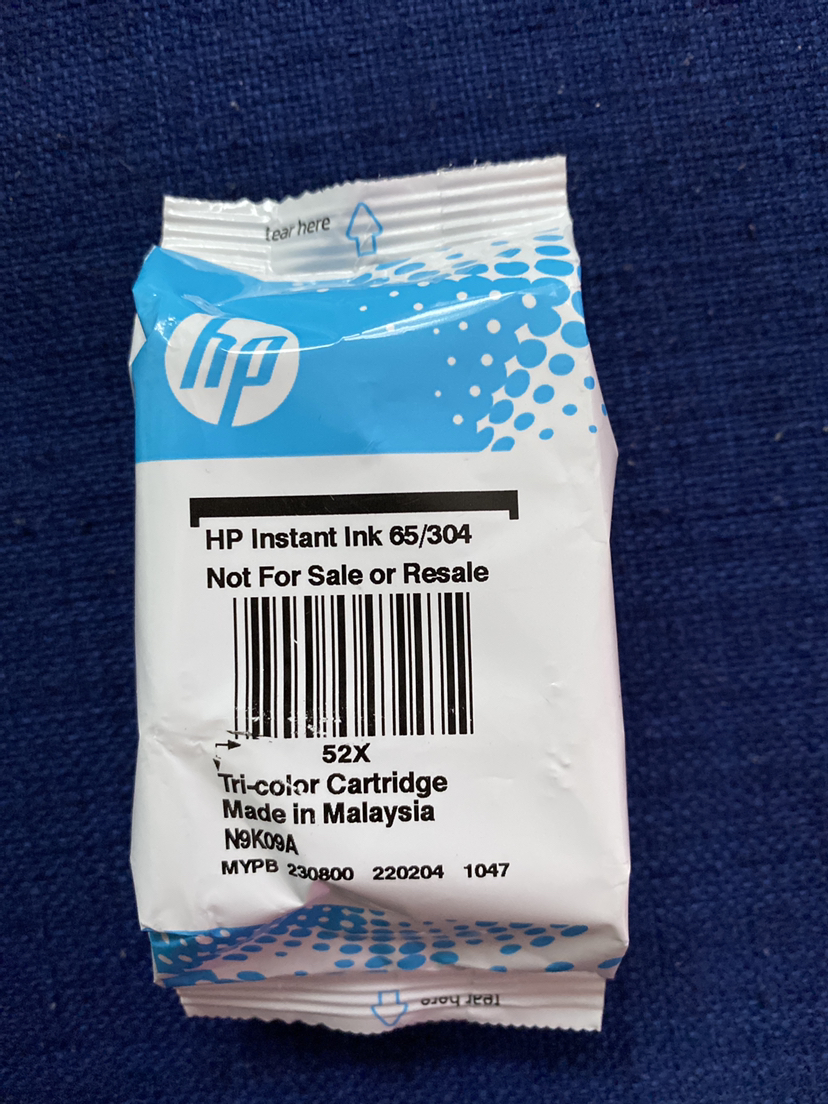 tear here
hp
HP Instant Ink 65/304
Not For Sale or Resale
52X
Tri-color Cartridge
Made in Malaysia
N9K09A
MYPB 230800 220204 1047
tear here